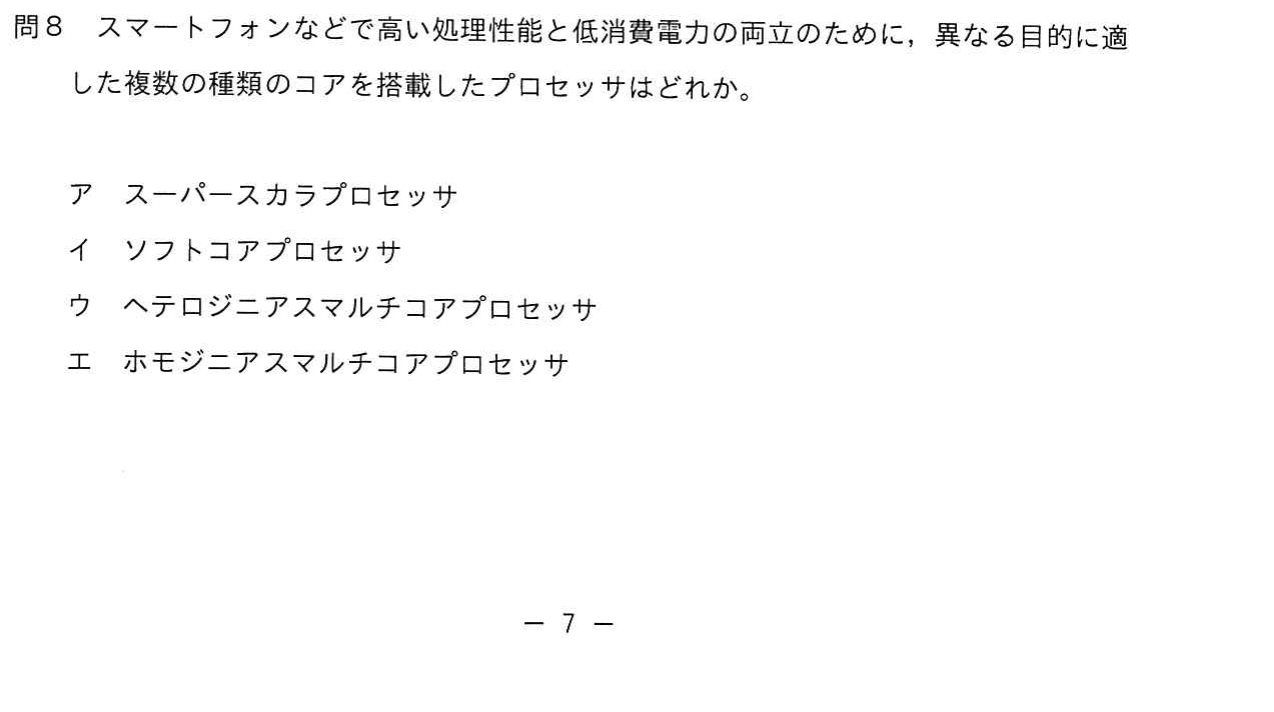 問8　スマートフォンなどで高い処理性能と低消費電力の両立のために，異なる目的に適
した複数の種類のコアを搭載したプロセッサはどれか。
ア　スーパースカラプロセッサ
イ　ソフトコアプロセッサ
ウ　ヘテロジニアスマルチコアプロセッサ
エ　ホモジニアスマルチコアプロセッサ
－ 7 －